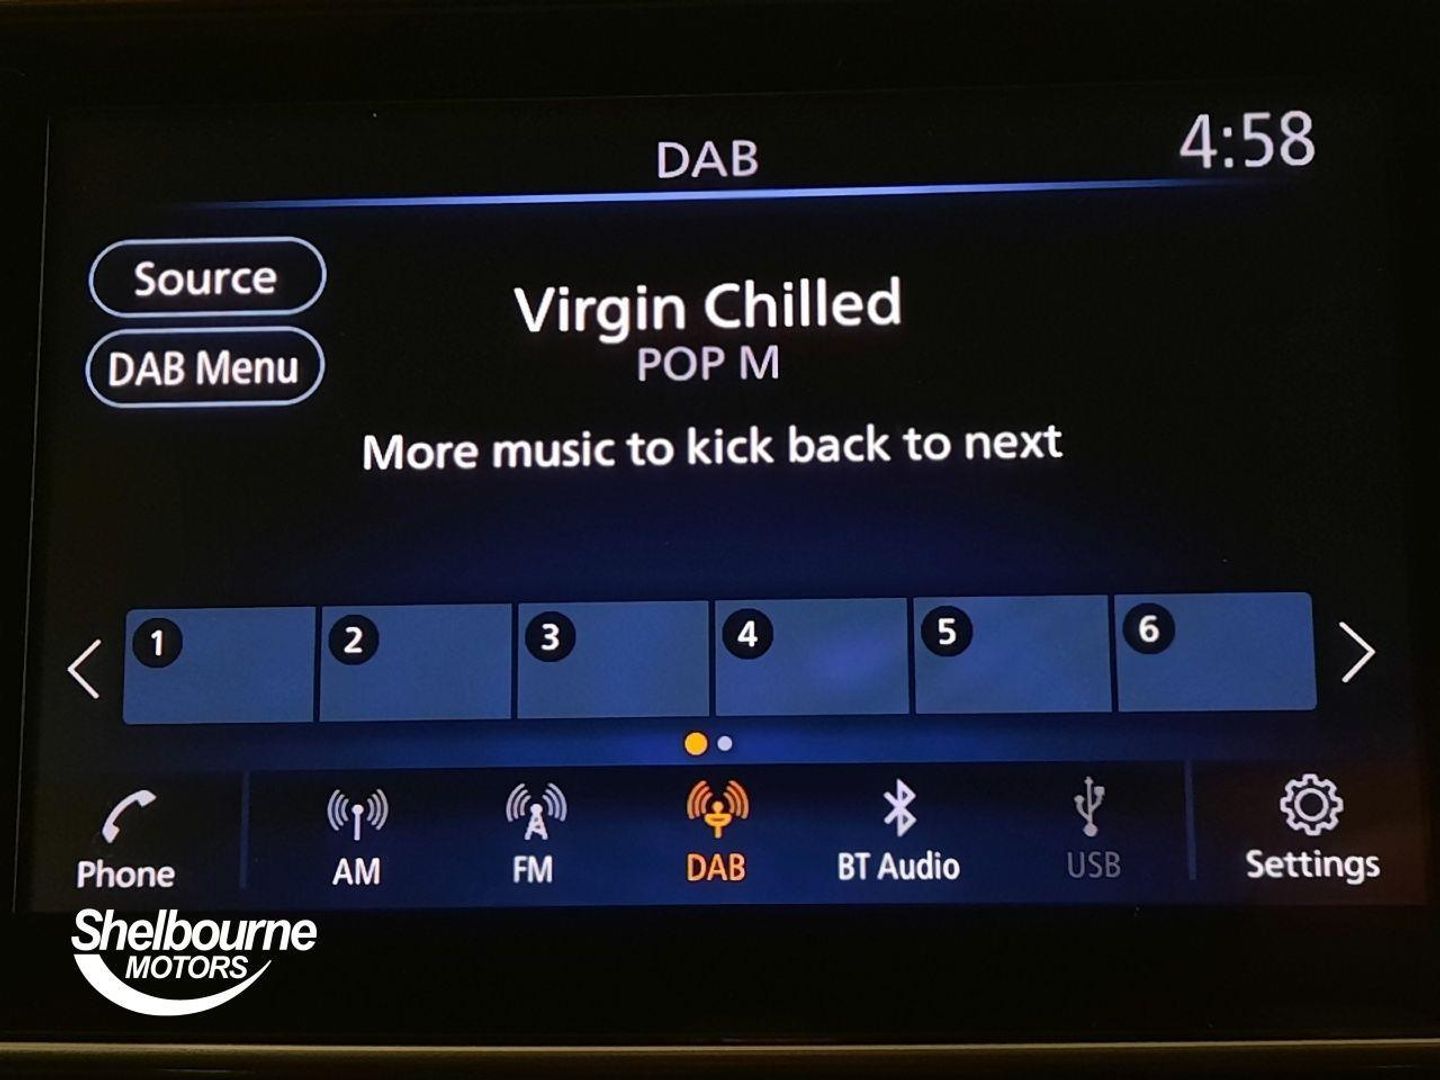 DAB
4:58
Source
DAB Menu
Virgin Chilled
POP M
More music to kick back to next
1 2 3 4 5 6
Phone AM FM DAB BT Audio USB Settings
Shelbourne
MOTORS